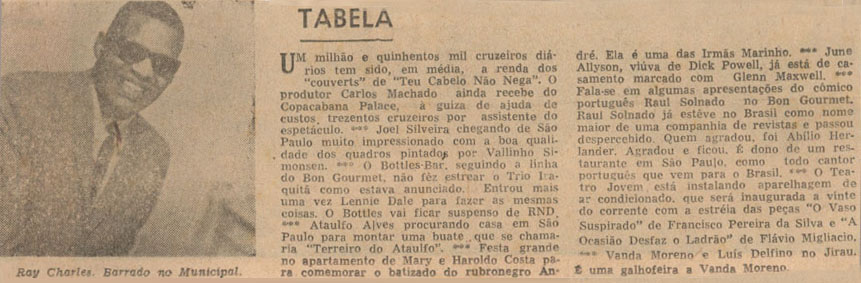 TABELA
UM milhão e quinhentos mil cruzeiros diá-
rios tem sido, em média, a renda dos
"couverts" de "Teu Cabelo Não Nega". O
produtor Carlos Machado ainda recebe do
Copacabana Palace, à guiza de ajuda de
custos, trezentos cruzeiros por assistente do
espetáculo. *** Joel Silveira chegando de São
Paulo muito impressionado com a boa qua-
lidade dos quadros pintados por Vallinho Si-
monsen. *** O Bottles-Bar, seguindo a linha
do Bon Gourmet, não fêz estrear o Trio Ira-
quitã como estava anunciado. Entrou mais
uma vez Lennie Dale para fazer as mesmas
coisas. O Bottles vai ficar suspenso de RND.
*** Ataulfo Alves procurando casa em São
Paulo para montar uma buate que se chama-
ria "Terreiro do Ataulfo". *** Festa grande
no apartamento de Mary e Haroldo Costa pa-
ra comemorar o batizado do rubronegro An-
dré. Ela é uma das Irmãs Marinho. *** June
Allyson, viúva de Dick Powell, já está de ca-
samento marcado com Glenn Maxwell. ***
Fala-se em algumas apresentações do cômico
português Raul Solnado no Bon Gourmet.
Raul Solnado já estêve no Brasil como nome
maior de uma companhia de revistas e passou
despercebido. Quem agradou, foi Abílio Her-
lander. Agradou e ficou. É dono de um res-
taurante em São Paulo, como todo cantor
português que vem para o Brasil. *** O Tea-
tro Jovem está instalando aparelhagem de
ar condicionado, que será inaugurada a vinte
do corrente com a estréia das peças "O Vaso
Suspirado" de Francisco Pereira da Silva e "A
Ocasião Desfaz o Ladrão" de Flávio Migliacio.
*** Vanda Moreno e Luís Delfino no Jirau.
É uma galhofeira a Vanda Moreno.
Ray Charles. Barrado no Municipal.